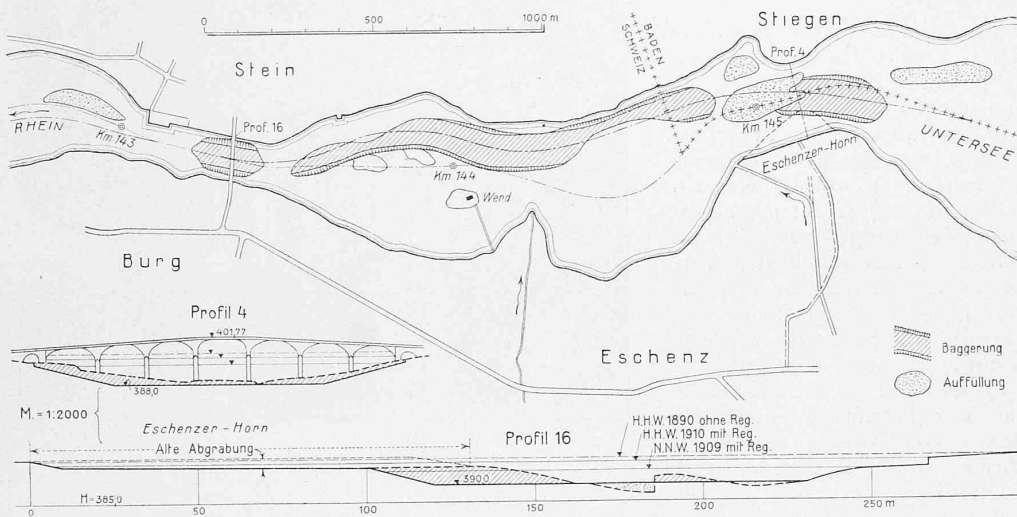 0 500 1000 m
Stiegen
BADEN
SCHWEIZ
Prof. 4
Stein
RHEIN
Km 143
Prof. 16
Km 145
UNTERSEE
Eschenzer-Horn
Km 144
Werd
Burg
Profil 4
401,77
388,0
Eschenz
Baggerung
Auffüllung
M. = 1:2000
Eschenzer-Horn
Alte Abgrabung
Profil 16
H.H.W. 1890 ohne Reg.
H.H.W. 1910 mit Reg.
N.N.W. 1909 mit Reg.
390,0
H=385,0
0 50 100 150 200 250 m